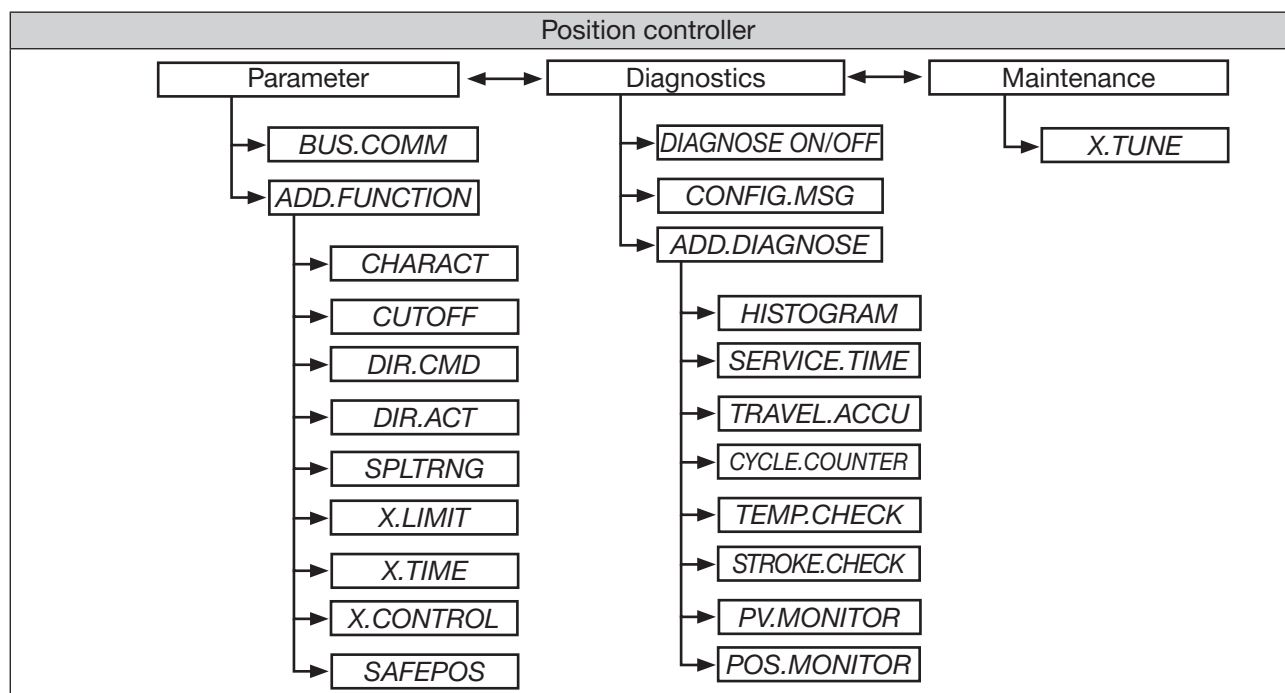 Position controller
Parameter
BUS.COMM
ADD.FUNCTION
CHARACT
CUTOFF
DIR.CMD
DIR.ACT
SPLTRNG
X.LIMIT
X.TIME
X.CONTROL
SAFEPOS
Diagnostics
DIAGNOSE ON/OFF
CONFIG.MSG
ADD.DIAGNOSE
HISTOGRAM
SERVICE.TIME
TRAVEL.ACCU
CYCLE.COUNTER
TEMP.CHECK
STROKE.CHECK
PV.MONITOR
POS.MONITOR
Maintenance
X.TUNE